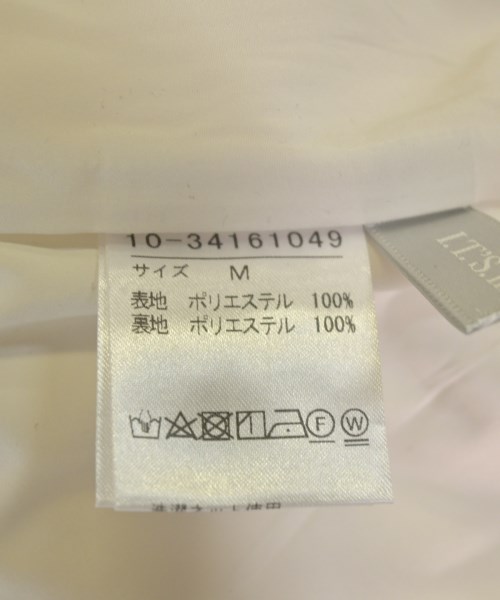 10-34161049
サイズ M
表地 ポリエステル 100%
裏地 ポリエステル 100%
F W
IT'S